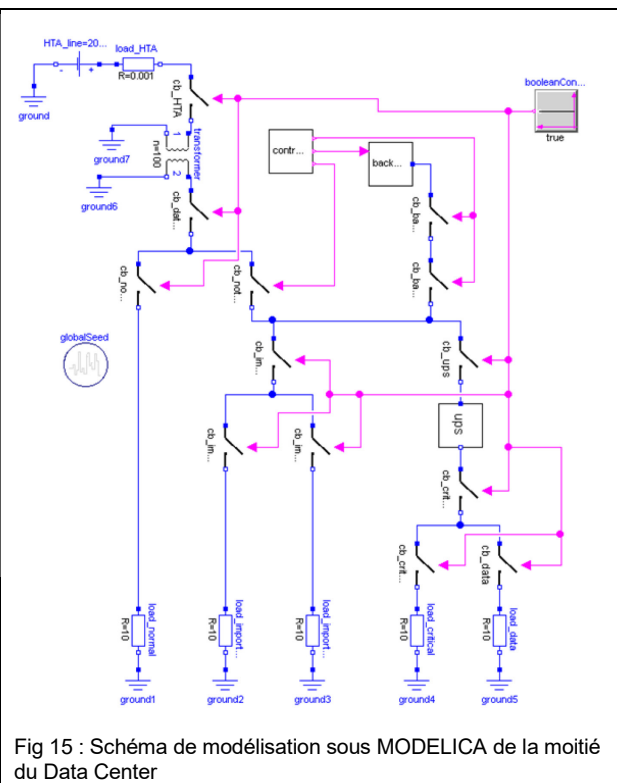 HTA_line=20...
load_HTA
R=0.001
ground
cb_HTA
booleanCon...
true
ground7
1
transformer
n=100
2
ground6
contr...
back...
cb_dat...
cb_ba...
cb_no...
cb_not...
cb_ba...
globalSeed
cb_im...
cb_ups
ups
cb_im...
cb_im...
cb_crit...
cb_crit...
cb_data
load_normal
R=10
load_import...
R=10
load_import...
R=10
load_critical
R=10
load_data
R=10
ground1
ground2
ground3
ground4
ground5
Fig 15 : Schéma de modélisation sous MODELICA de la moitié
du Data Center